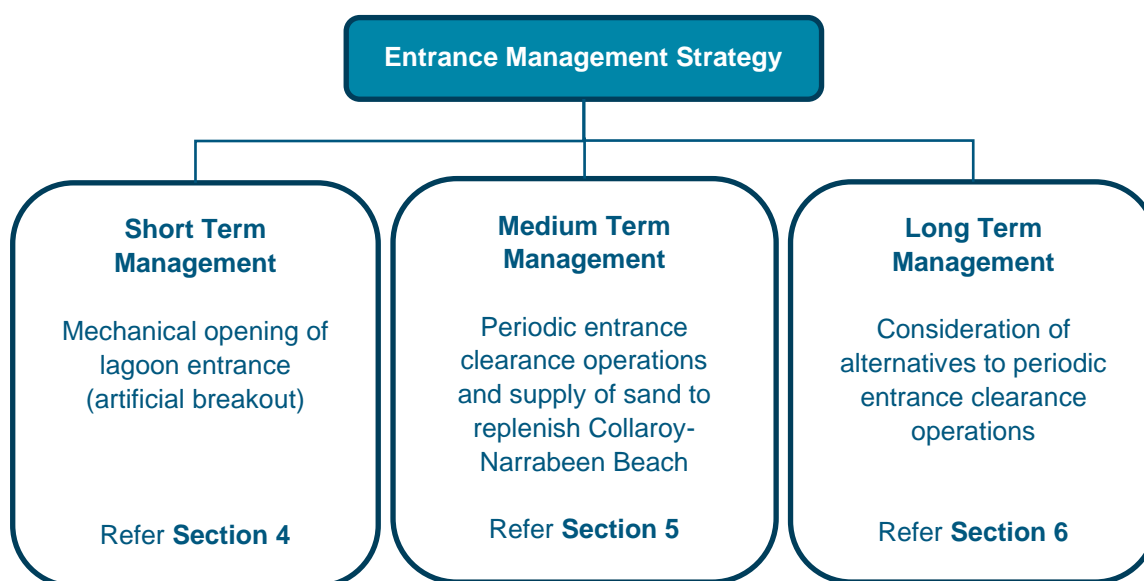 Entrance Management Strategy
Short Term
Management
Mechanical opening of
lagoon entrance
(artificial breakout)
Refer Section 4
Medium Term
Management
Periodic entrance
clearance operations
and supply of sand to
replenish Collaroy-
Narrabeen Beach
Refer Section 5
Long Term
Management
Consideration of
alternatives to periodic
entrance clearance
operations
Refer Section 6